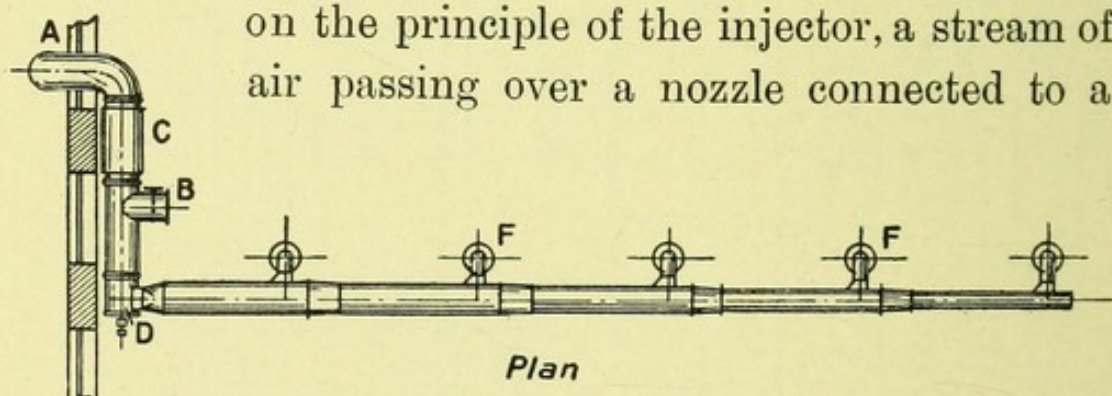 on the principle of the injector, a stream of
air passing over a nozzle connected to a
A
C
B
F
F
D
Plan